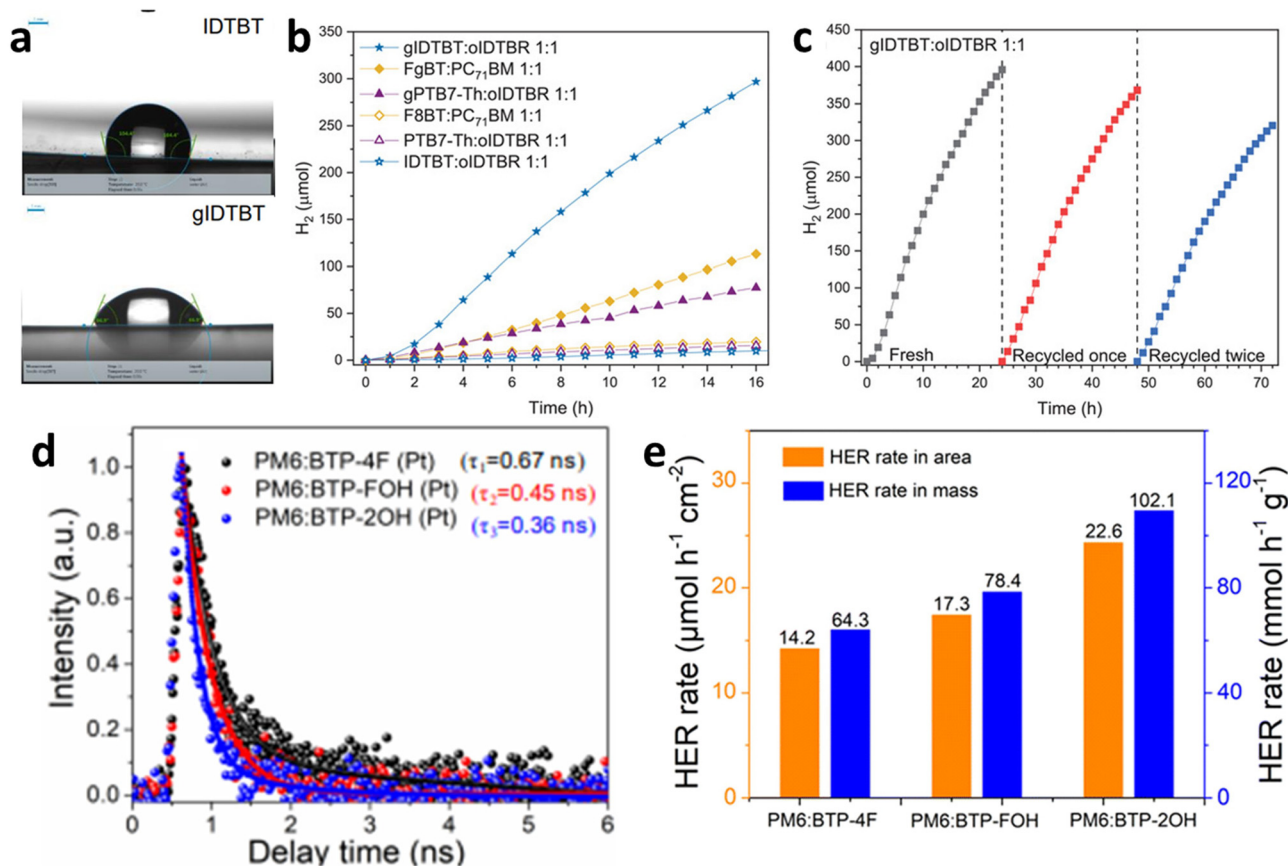 a
IDTBT
104.4°
104.4°
gIDTBT
b
gIDTBT:oIDTBR 1:1
FgBT:PC71BM 1:1
gPTB7-Th:oIDTBR 1:1
F8BT:PC71BM 1:1
PTB7-Th:oIDTBR 1:1
IDTBT:oIDTBR 1:1
350
300
250
200
150
100
50
0
H2 (μmol)
0 2 4 6 8 10 12 14 16
Time (h)
c
gIDTBT:oIDTBR 1:1
450
400
350
300
250
200
150
100
50
0
H2 (μmol)
Fresh
Recycled once
Recycled twice
0 10 20 30 40 50 60 70
Time (h)
d
PM6:BTP-4F (Pt) (τ1=0.67 ns)
PM6:BTP-FOH (Pt) (τ2=0.45 ns)
PM6:BTP-2OH (Pt) (τ3=0.36 ns)
1.0
0.8
0.6
0.4
0.2
0.0
Intensity (a.u.)
0 1 2 3 4 5 6
Delay time (ns)
e
HER rate in area
HER rate in mass
30
20
10
0
HER rate (μmol h-1 cm-2)
14.2
64.3
17.3
78.4
22.6
102.1
120
80
40
0
HER rate (mmol h-1 g-1)
PM6:BTP-4F
PM6:BTP-FOH
PM6:BTP-2OH